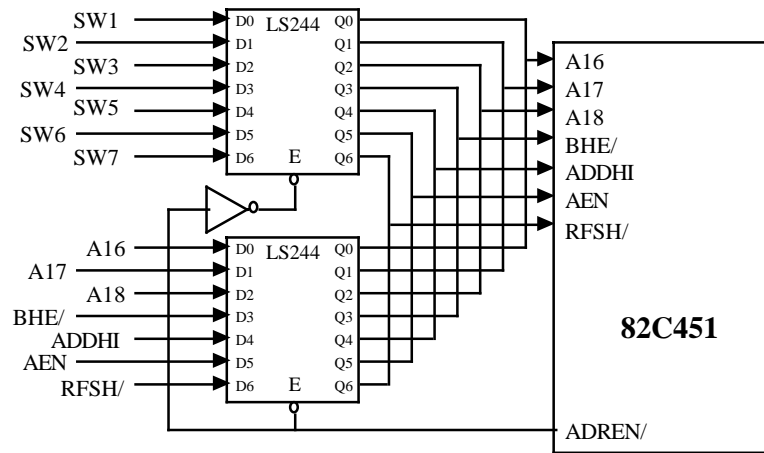 SW1
SW2
SW3
SW4
SW5
SW6
SW7
D0 LS244 Q0
D1 Q1
D2 Q2
D3 Q3
D4 Q4
D5 Q5
D6 E Q6
A16
A17
A18
BHE/
ADDHI
AEN
RFSH/
D0 LS244 Q0
D1 Q1
D2 Q2
D3 Q3
D4 Q4
D5 Q5
D6 E Q6
A16
A17
A18
BHE/
ADDHI
AEN
RFSH/
82C451
ADREN/